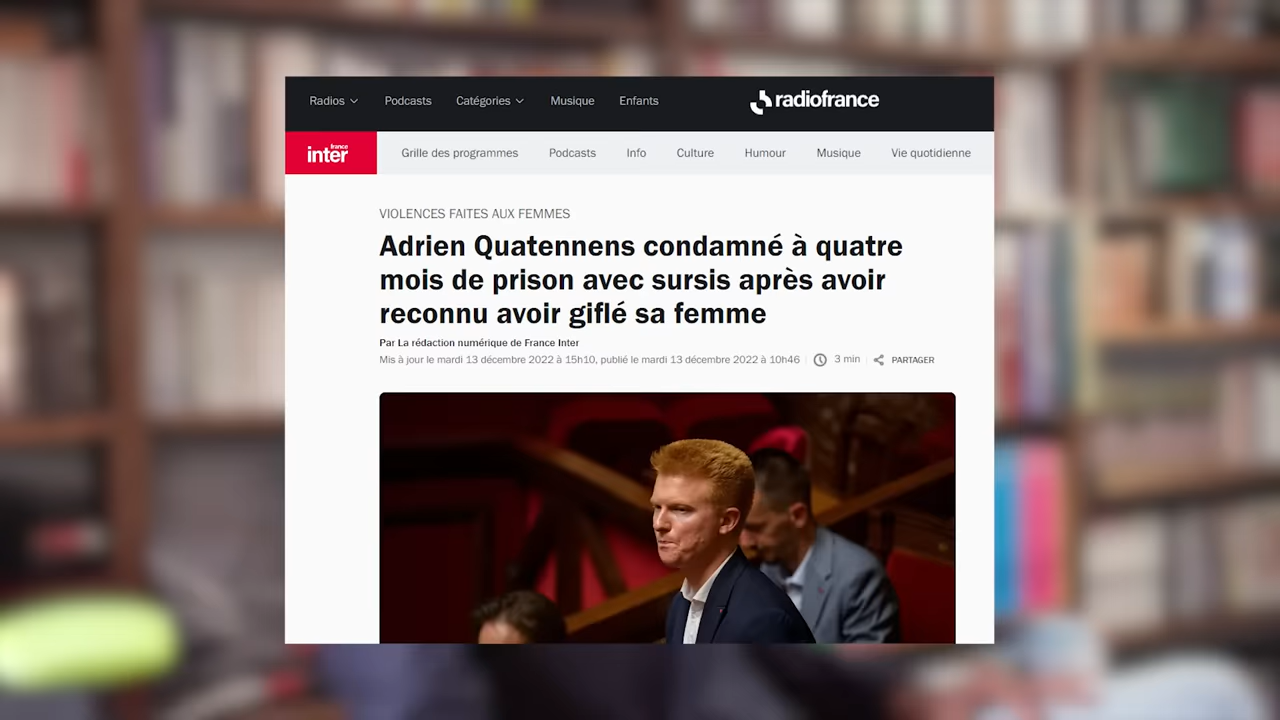 Radios Podcasts Catégories Musique Enfants radiofrance
france
inter Grille des programmes Podcasts Info Culture Humour Musique Vie quotidienne
VIOLENCES FAITES AUX FEMMES
Adrien Quatennens condamné à quatre
mois de prison avec sursis après avoir
reconnu avoir giflé sa femme
Par La rédaction numérique de France Inter
Mis à jour le mardi 13 décembre 2022 à 15h10, publié le mardi 13 décembre 2022 à 10h46 3 min PARTAGER